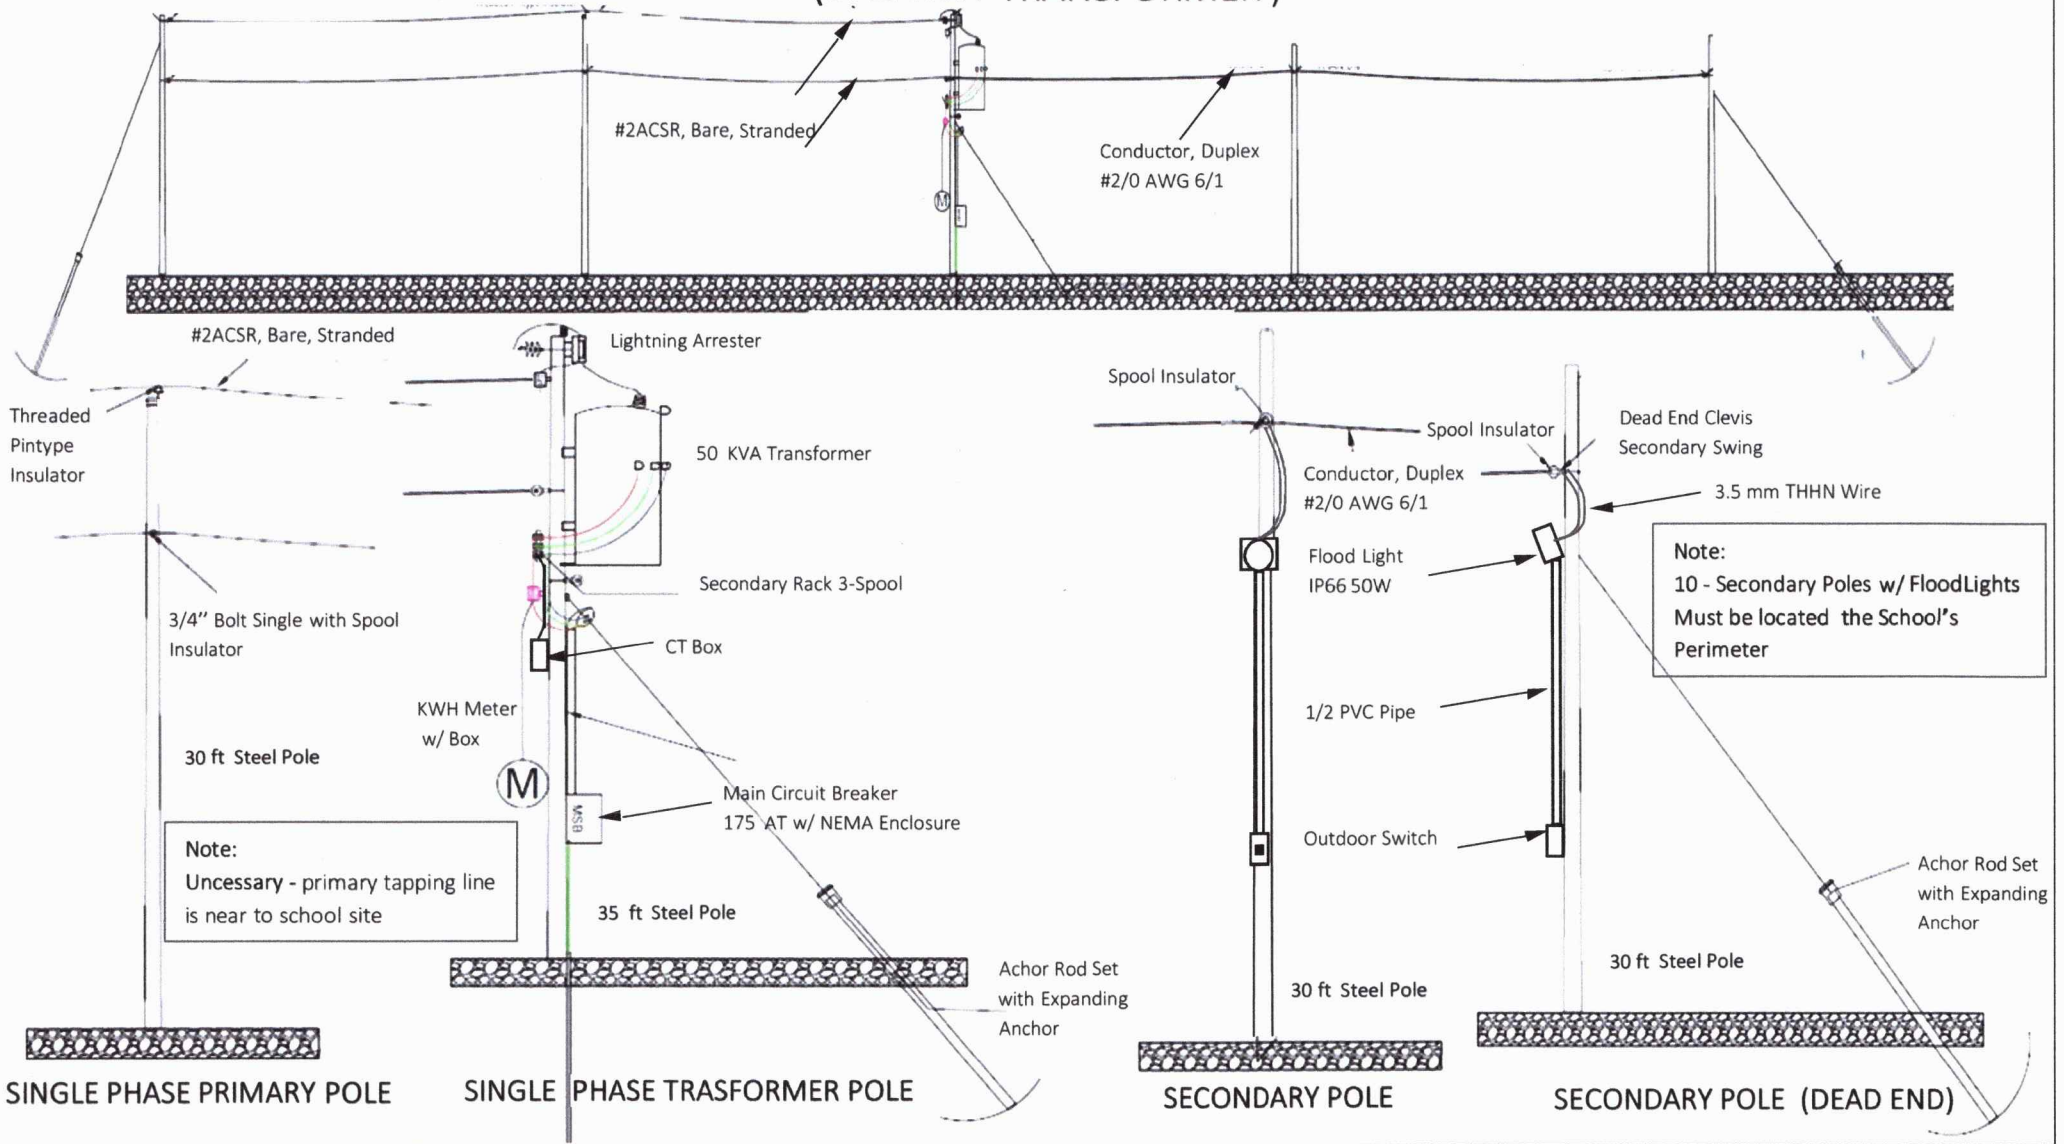 #2ACSR, Bare, Stranded
Conductor, Duplex
#2/0 AWG 6/1
M
#2ACSR, Bare, Stranded
Threaded
Pintype
Insulator
3/4" Bolt Single with Spool
Insulator
30 ft Steel Pole
Note:
Uncessary - primary tapping line
is near to school site
SINGLE PHASE PRIMARY POLE
Lightning Arrester
50 KVA Transformer
Secondary Rack 3-Spool
CT Box
KWH Meter
w/ Box
M
MSB
Main Circuit Breaker
175 AT w/ NEMA Enclosure
35 ft Steel Pole
Achor Rod Set
with Expanding
Anchor
SINGLE PHASE TRASFORMER POLE
Spool Insulator
Conductor, Duplex
#2/0 AWG 6/1
Flood Light
IP66 50W
1/2 PVC Pipe
Outdoor Switch
30 ft Steel Pole
SECONDARY POLE
Spool Insulator
Dead End Clevis
Secondary Swing
3.5 mm THHN Wire
Note:
10 - Secondary Poles w/ FloodLights
Must be located the School's
Perimeter
Achor Rod Set
with Expanding
Anchor
30 ft Steel Pole
SECONDARY POLE (DEAD END)